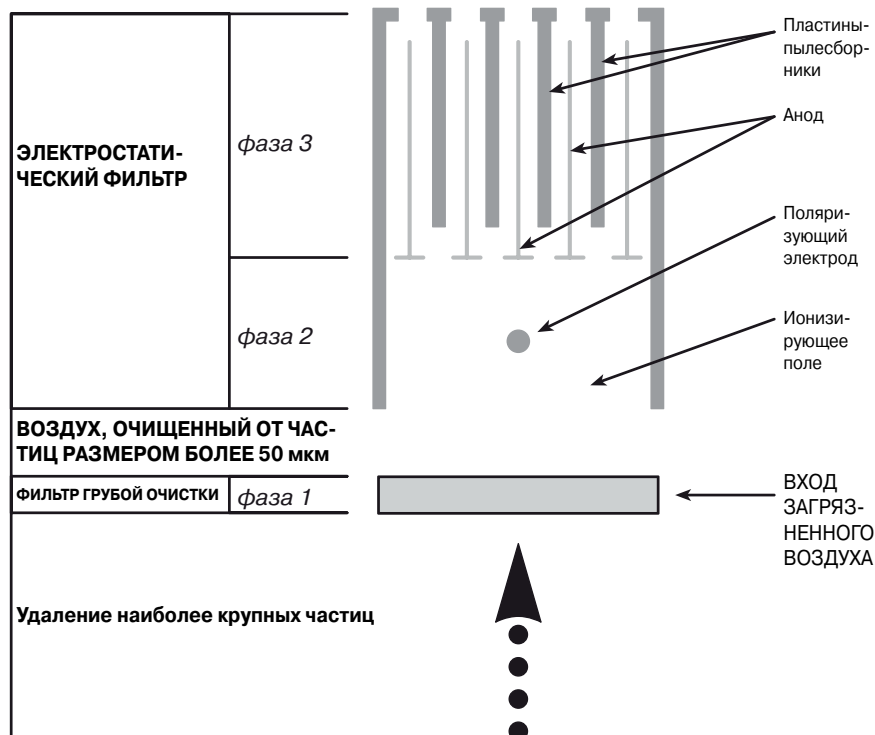 ЭЛЕКТРОСТАТИ-
ЧЕСКИЙ ФИЛЬТР
фаза 3
фаза 2
Пластины-
пылесбор-
ники
Анод
Поляри-
зующий
электрод
Ионизи-
рующее
поле
ВОЗДУХ, ОЧИЩЕННЫЙ ОТ ЧАС-
ТИЦ РАЗМЕРОМ БОЛЕЕ 50 мкм
ФИЛЬТР ГРУБОЙ ОЧИСТКИ
фаза 1
ВХОД
ЗАГРЯЗ-
НЕННОГО
ВОЗДУХА
Удаление наиболее крупных частиц